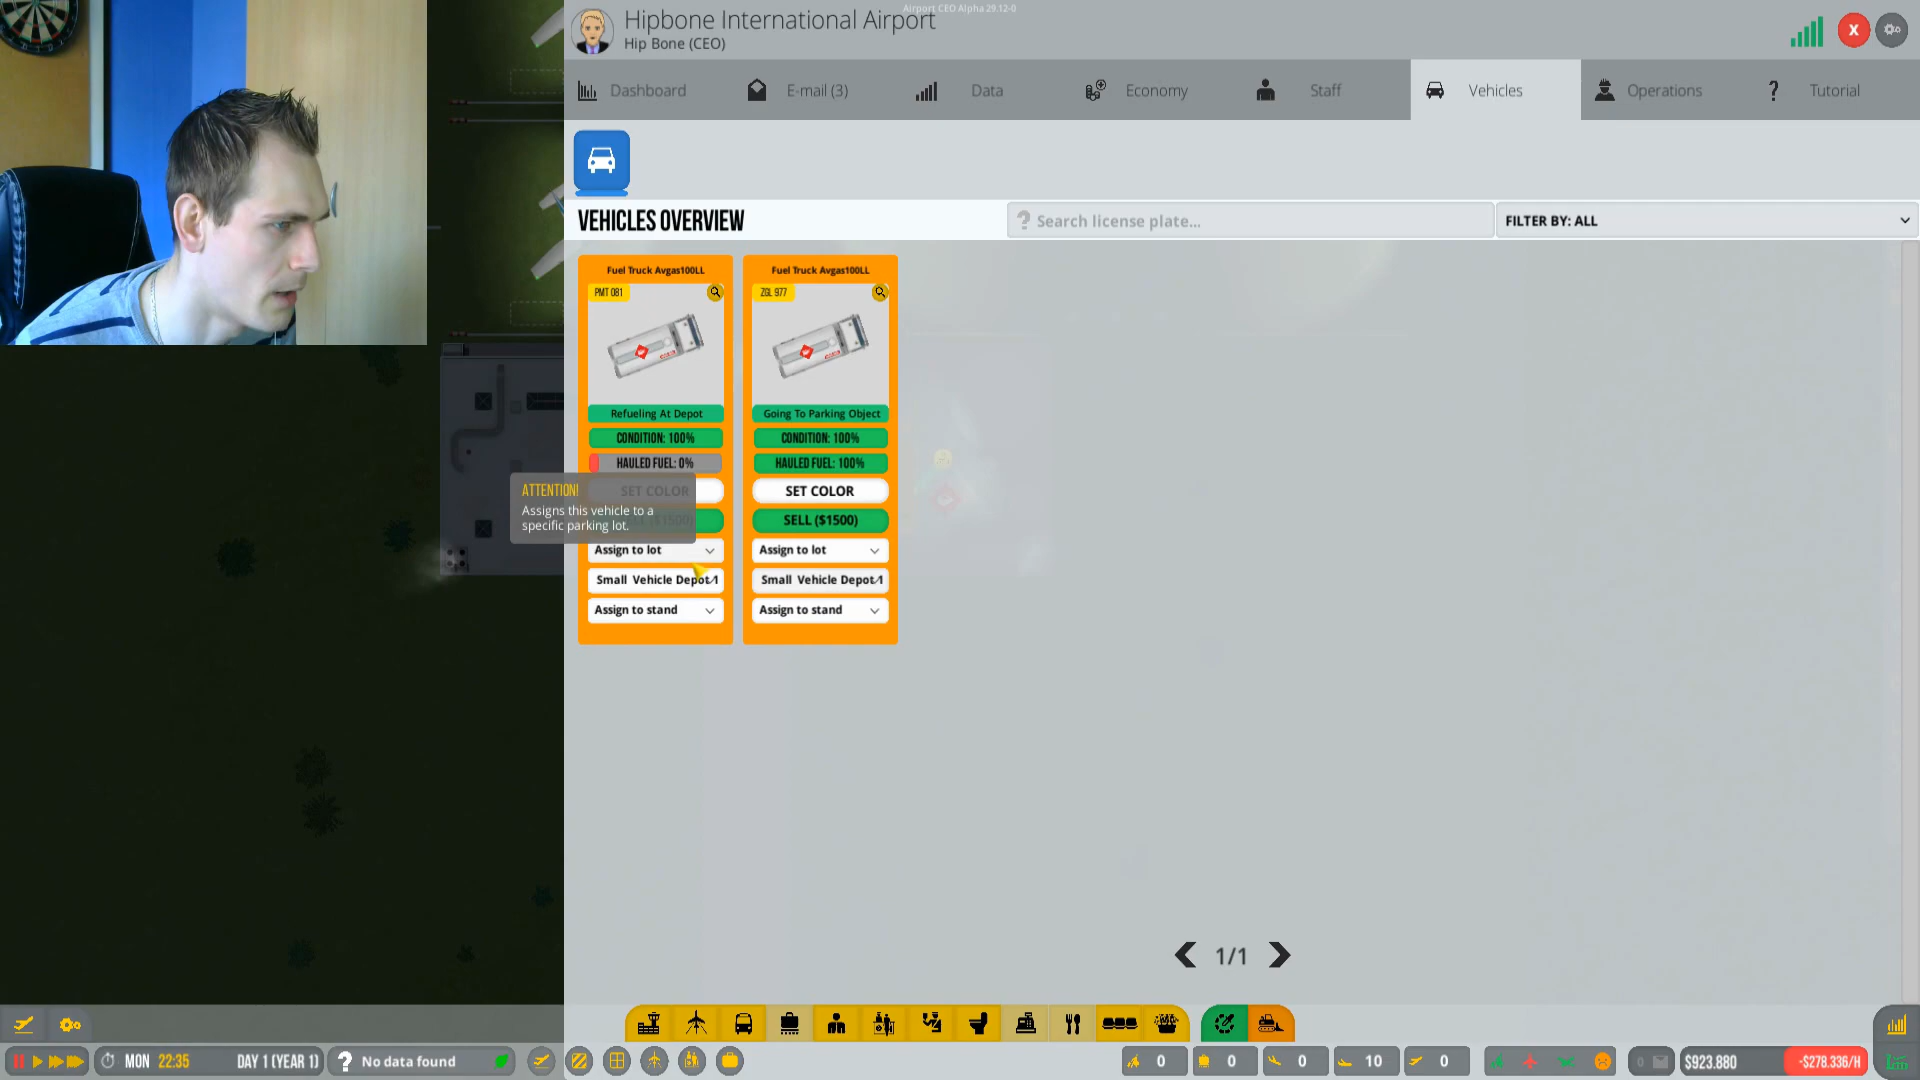 Airport CEO Alpha 29.12-0
Hipbone International Airport
Hip Bone (CEO)
Dashboard
E-mail (3)
Data
Economy
Staff
Vehicles
Operations
Tutorial
VEHICLES OVERVIEW
Search license plate...
FILTER BY: ALL
Fuel Truck Avgas100LL
PMT 081
Refueling At Depot
CONDITION: 100%
HAULED FUEL: 0%
SET COLOR
ATTENTION!
Assigns this vehicle to a
specific parking lot.
Assign to lot
Small Vehicle Depot 1
Assign to stand
Fuel Truck Avgas100LL
ZGL 977
Going To Parking Object
CONDITION: 100%
HAULED FUEL: 100%
SET COLOR
SELL ($1500)
Assign to lot
Small Vehicle Depot 1
Assign to stand
1/1
MON 22:35 DAY 1 (YEAR 1)
No data found
0
0
0
10
0
0
$923.880
-$278.336/H